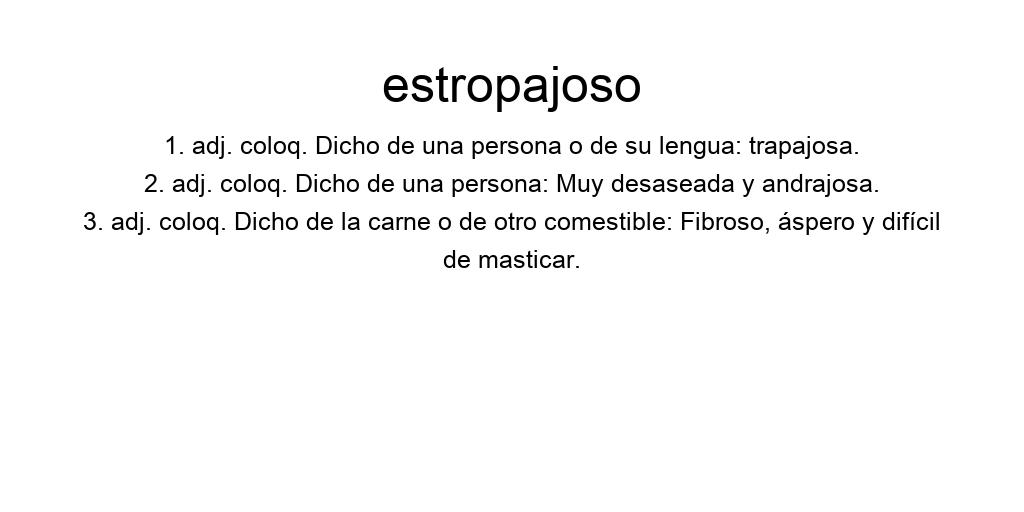 estropajoso
1. adj. coloq. Dicho de una persona o de su lengua: trapajosa.
2. adj. coloq. Dicho de una persona: Muy desaseada y andrajosa.
3. adj. coloq. Dicho de la carne o de otro comestible: Fibroso, áspero y difícil
de masticar.